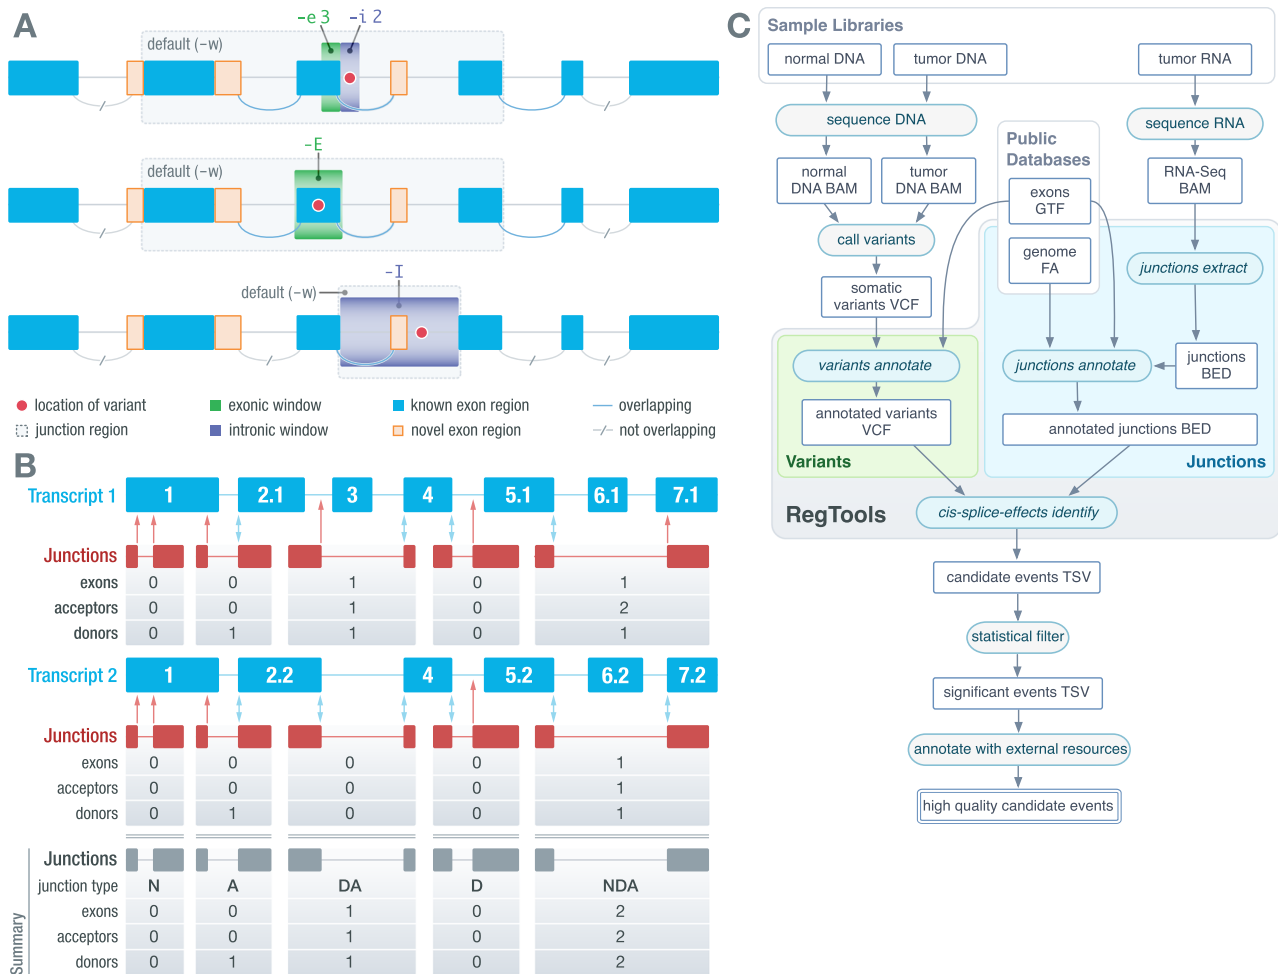 A
-e 3
-i 2
default (-w)
-E
default (-w)
-I
default (-w)
location of variant
exonic window
known exon region
overlapping
junction region
intronic window
novel exon region
not overlapping
B
Transcript 1
1
2.1
3
4
5.1
6.1
7.1
Junctions
exons 0 0 1 0 1
acceptors 0 0 1 0 2
donors 0 1 1 0 1
Transcript 2
1
2.2
4
5.2
6.2
7.2
Junctions
exons 0 0 0 0 1
acceptors 0 0 0 0 1
donors 0 1 0 0 1
Summary
Junctions
junction type N A DA D NDA
exons 0 0 1 0 2
acceptors 0 0 1 0 2
donors 0 1 1 0 2
C
Sample Libraries
normal DNA
tumor DNA
tumor RNA
sequence DNA
sequence RNA
Public
Databases
normal
DNA BAM
tumor
DNA BAM
RNA-Seq
BAM
exons
GTF
call variants
genome
FA
junctions extract
somatic
variants VCF
variants annotate
junctions annotate
junctions
BED
annotated variants
VCF
annotated junctions BED
Variants
Junctions
RegTools
cis-splice-effects identify
candidate events TSV
statistical filter
significant events TSV
annotate with external resources
high quality candidate events